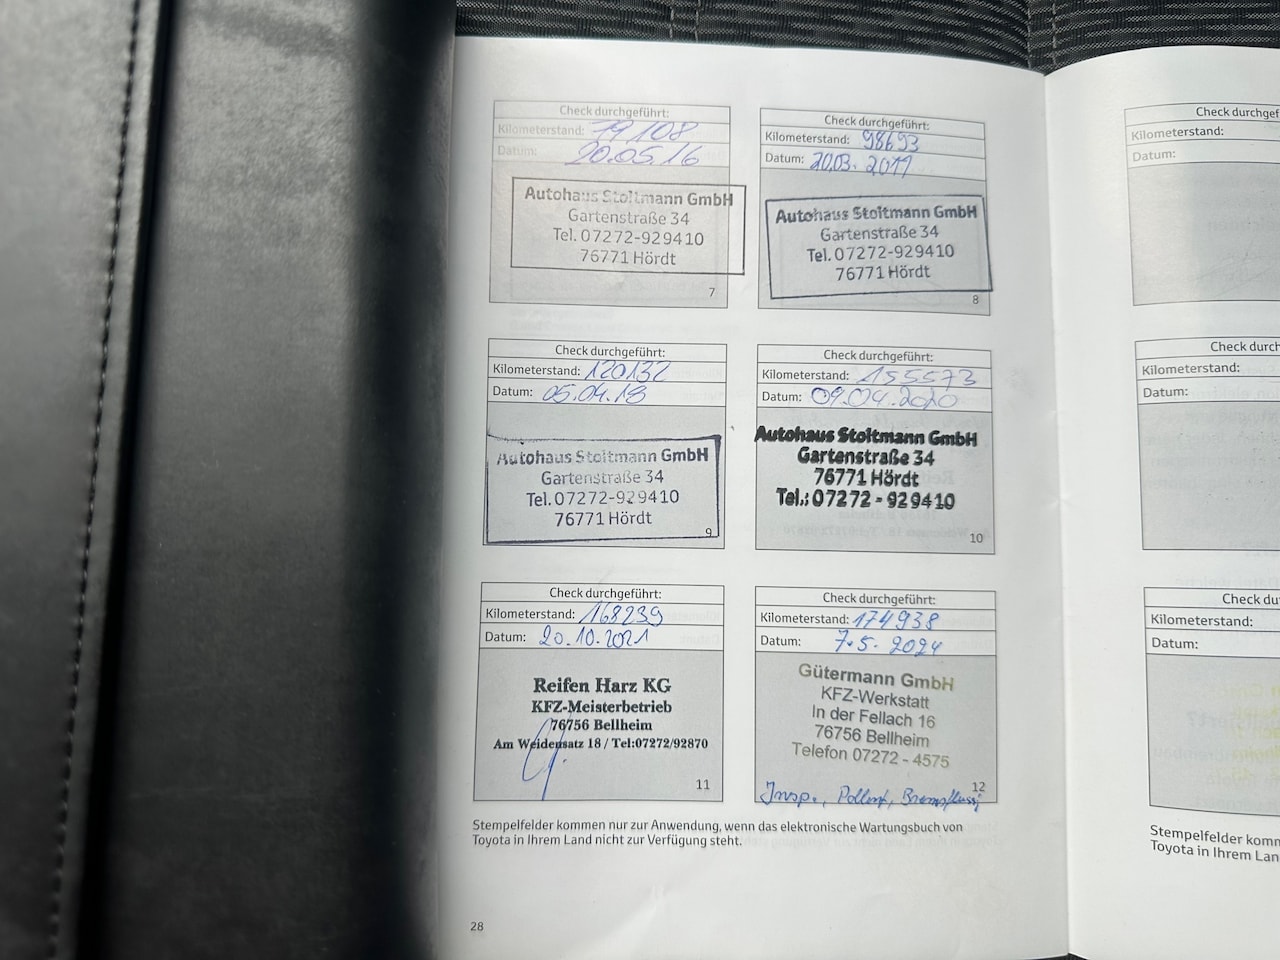 Check durchgeführt:
Kilometerstand: 79108
Datum: 20.05.16
Autohaus Stoltmann GmbH
Gartenstraße 34
Tel. 07272-929410
76771 Hördt
7
Check durchgeführt:
Kilometerstand: 98693
Datum: 20.03.2017
Autohaus Stoltmann GmbH
Gartenstraße 34
Tel. 07272-929410
76771 Hördt
8
Check durchgeführt:
Kilometerstand: 120132
Datum: 05.04.18
Autohaus Stoltmann GmbH
Gartenstraße 34
Tel. 07272-929410
76771 Hördt
9
Check durchgeführt:
Kilometerstand: 155573
Datum: 09.04.2020
Autohaus Stoltmann GmbH
Gartenstraße 34
76771 Hördt
Tel.: 07272 - 929410
10
Check durchgeführt:
Kilometerstand: 168239
Datum: 20.10.2021
Reifen Harz KG
KFZ-Meisterbetrieb
76756 Bellheim
Am Weidensatz 18 / Tel:07272/92870
11
Check durchgeführt:
Kilometerstand: 174938
Datum: 7.5.2024
Gütermann GmbH
KFZ-Werkstatt
In der Fellach 16
76756 Bellheim
Telefon 07272 - 4575
12
Insp., Pollenf, Bremsflüssi
Stempelfelder kommen nur zur Anwendung, wenn das elektronische Wartungsbuch von
Toyota in Ihrem Land nicht zur Verfügung steht.
28
Check durchgef
Kilometerstand:
Datum:
Check durch
Kilometerstand:
Datum:
Check du
Kilometerstand:
Datum:
Stempelfelder komm
Toyota in Ihrem Lan